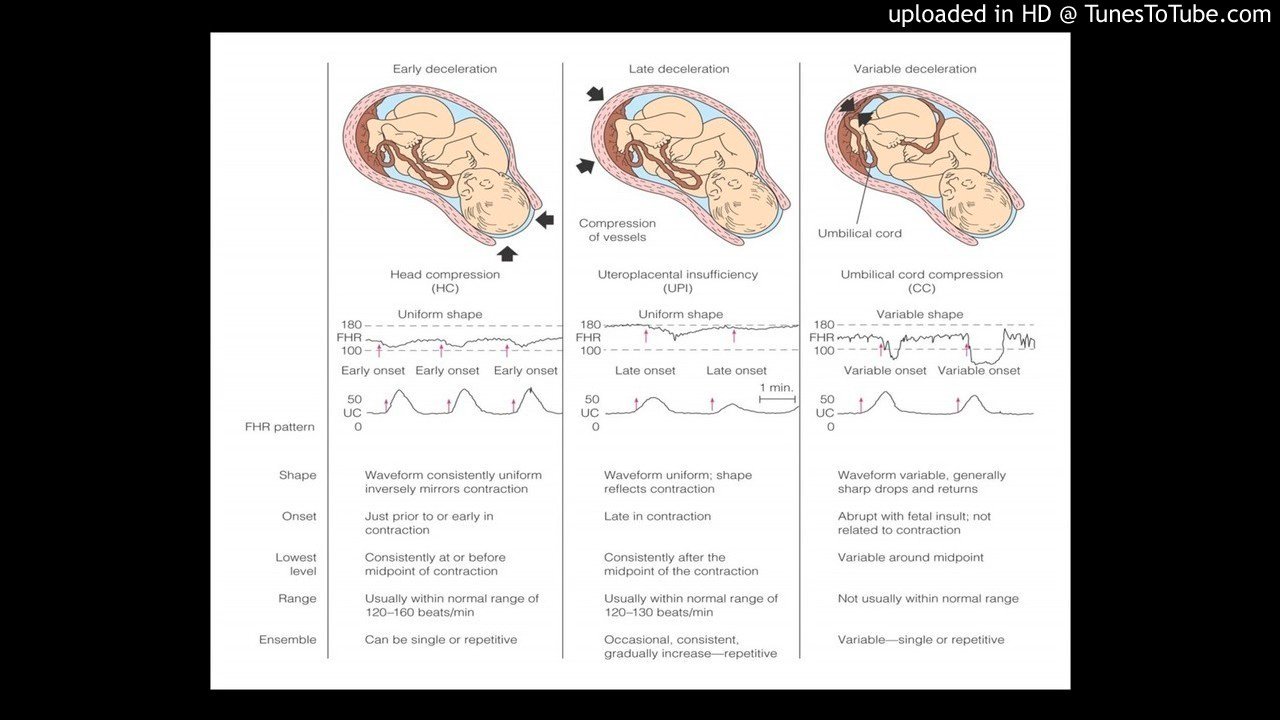 uploaded in HD @ TunesToTube.com
Early deceleration
Late deceleration
Variable deceleration
Compression
of vessels
Umbilical cord
Head compression
(HC)
Uteroplacental insufficiency
(UPI)
Umbilical cord compression
(CC)
Uniform shape
180
FHR
100
Early onset Early onset Early onset
50
UC
0
Uniform shape
180
FHR
100
Late onset Late onset
1 min.
50
UC
0
Variable shape
180
FHR
100
Variable onset Variable onset
50
UC
0
FHR pattern
Shape
Waveform consistently uniform
inversely mirrors contraction
Waveform uniform; shape
reflects contraction
Waveform variable, generally
sharp drops and returns
Onset
Just prior to or early in
contraction
Late in contraction
Abrupt with fetal insult; not
related to contraction
Lowest
level
Consistently at or before
midpoint of contraction
Consistently after the
midpoint of the contraction
Variable around midpoint
Range
Usually within normal range of
120–160 beats/min
Usually within normal range of
120–130 beats/min
Not usually within normal range
Ensemble
Can be single or repetitive
Occasional, consistent,
gradually increase—repetitive
Variable—single or repetitive